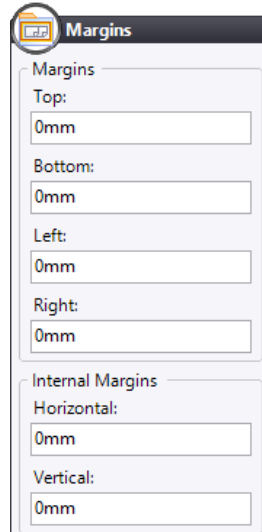 Margins
Margins
Top:
0mm
Bottom:
0mm
Left:
0mm
Right:
0mm
Internal Margins
Horizontal:
0mm
Vertical:
0mm